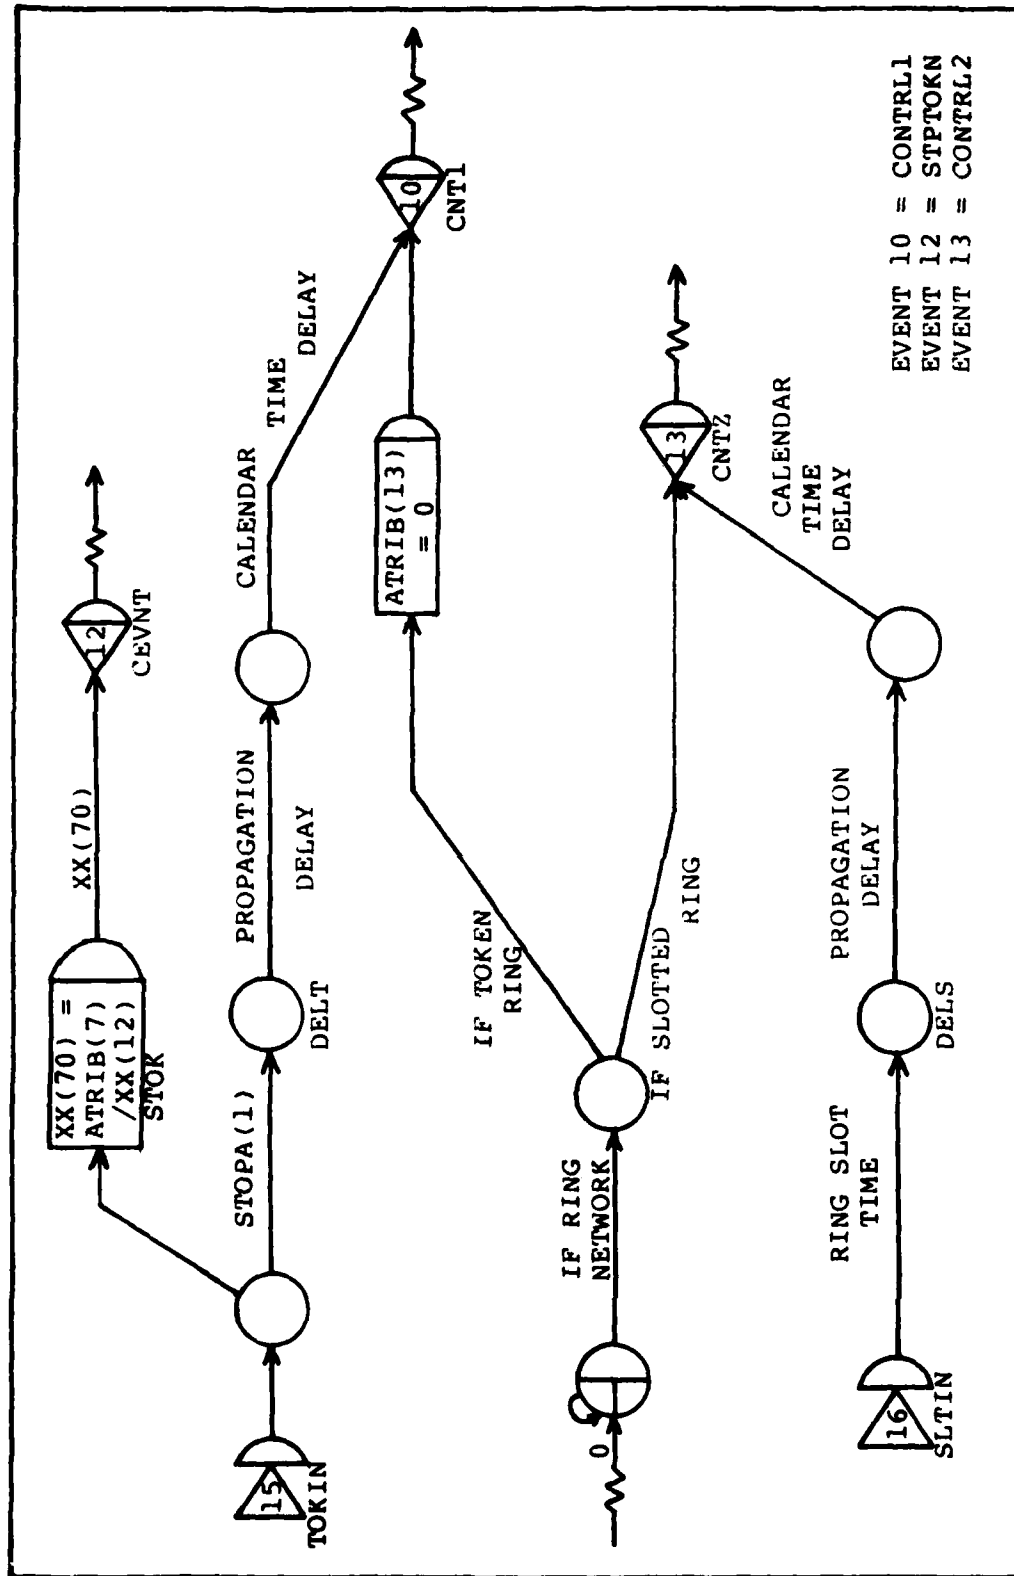 XX(70) =
ATRIB(7)
/XX(12)
STOK
XX(70)
12
CEVNT
15
TOKIN
STOPA(1)
DELT
PROPAGATION
DELAY
CALENDAR
TIME
DELAY
10
CNT1
IF TOKEN
RING
ATRIB(13)
= 0
0
IF RING
NETWORK
IF SLOTTED
RING
13
CNTZ
16
SLTIN
RING SLOT
TIME
DELS
PROPAGATION
DELAY
CALENDAR
TIME
DELAY
EVENT 10 = CONTRL1
EVENT 12 = STPTOKN
EVENT 13 = CONTRL2